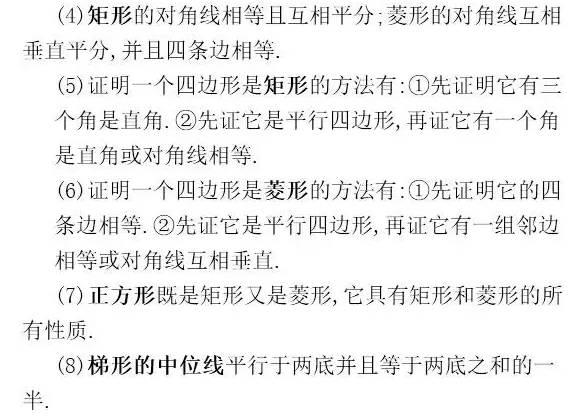 (4)矩形的对角线相等且互相平分;菱形的对角线互相
垂直平分,并且四条边相等.
(5)证明一个四边形是矩形的方法有:①先证明它有三
个角是直角.②先证它是平行四边形,再证它有一个角
是直角或对角线相等.
(6)证明一个四边形是菱形的方法有:①先证明它的四
条边相等.②先证它是平行四边形,再证它有一组邻边
相等或对角线互相垂直.
(7)正方形既是矩形又是菱形,它具有矩形和菱形的所
有性质.
(8)梯形的中位线平行于两底并且等于两底之和的一
半.